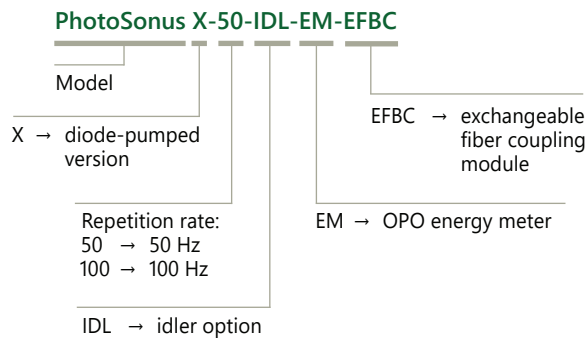 PhotoSonus X-50-IDL-EM-EFBC
Model
X → diode-pumped
version
EFBC → exchangeable
fiber coupling
module
Repetition rate:
50 → 50 Hz
100 → 100 Hz
EM → OPO energy meter
IDL → idler option